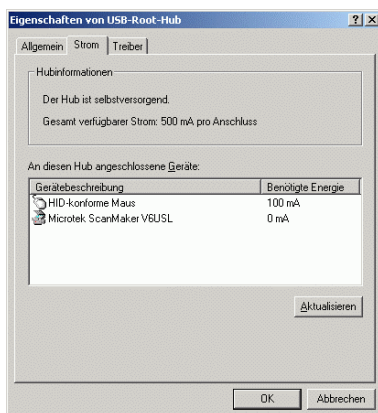 Eigenschaften von USB-Root-Hub
Allgemein Strom Treiber
Hubinformationen
Der Hub ist selbstversorgend.
Gesamt verfügbarer Strom: 500 mA pro Anschluss
An diesen Hub angeschlossene Geräte:
Gerätebeschreibung Benötigte Energie
HID-konforme Maus 100 mA
Microtek ScanMaker V6USL 0 mA
Aktualisieren
OK Abbrechen